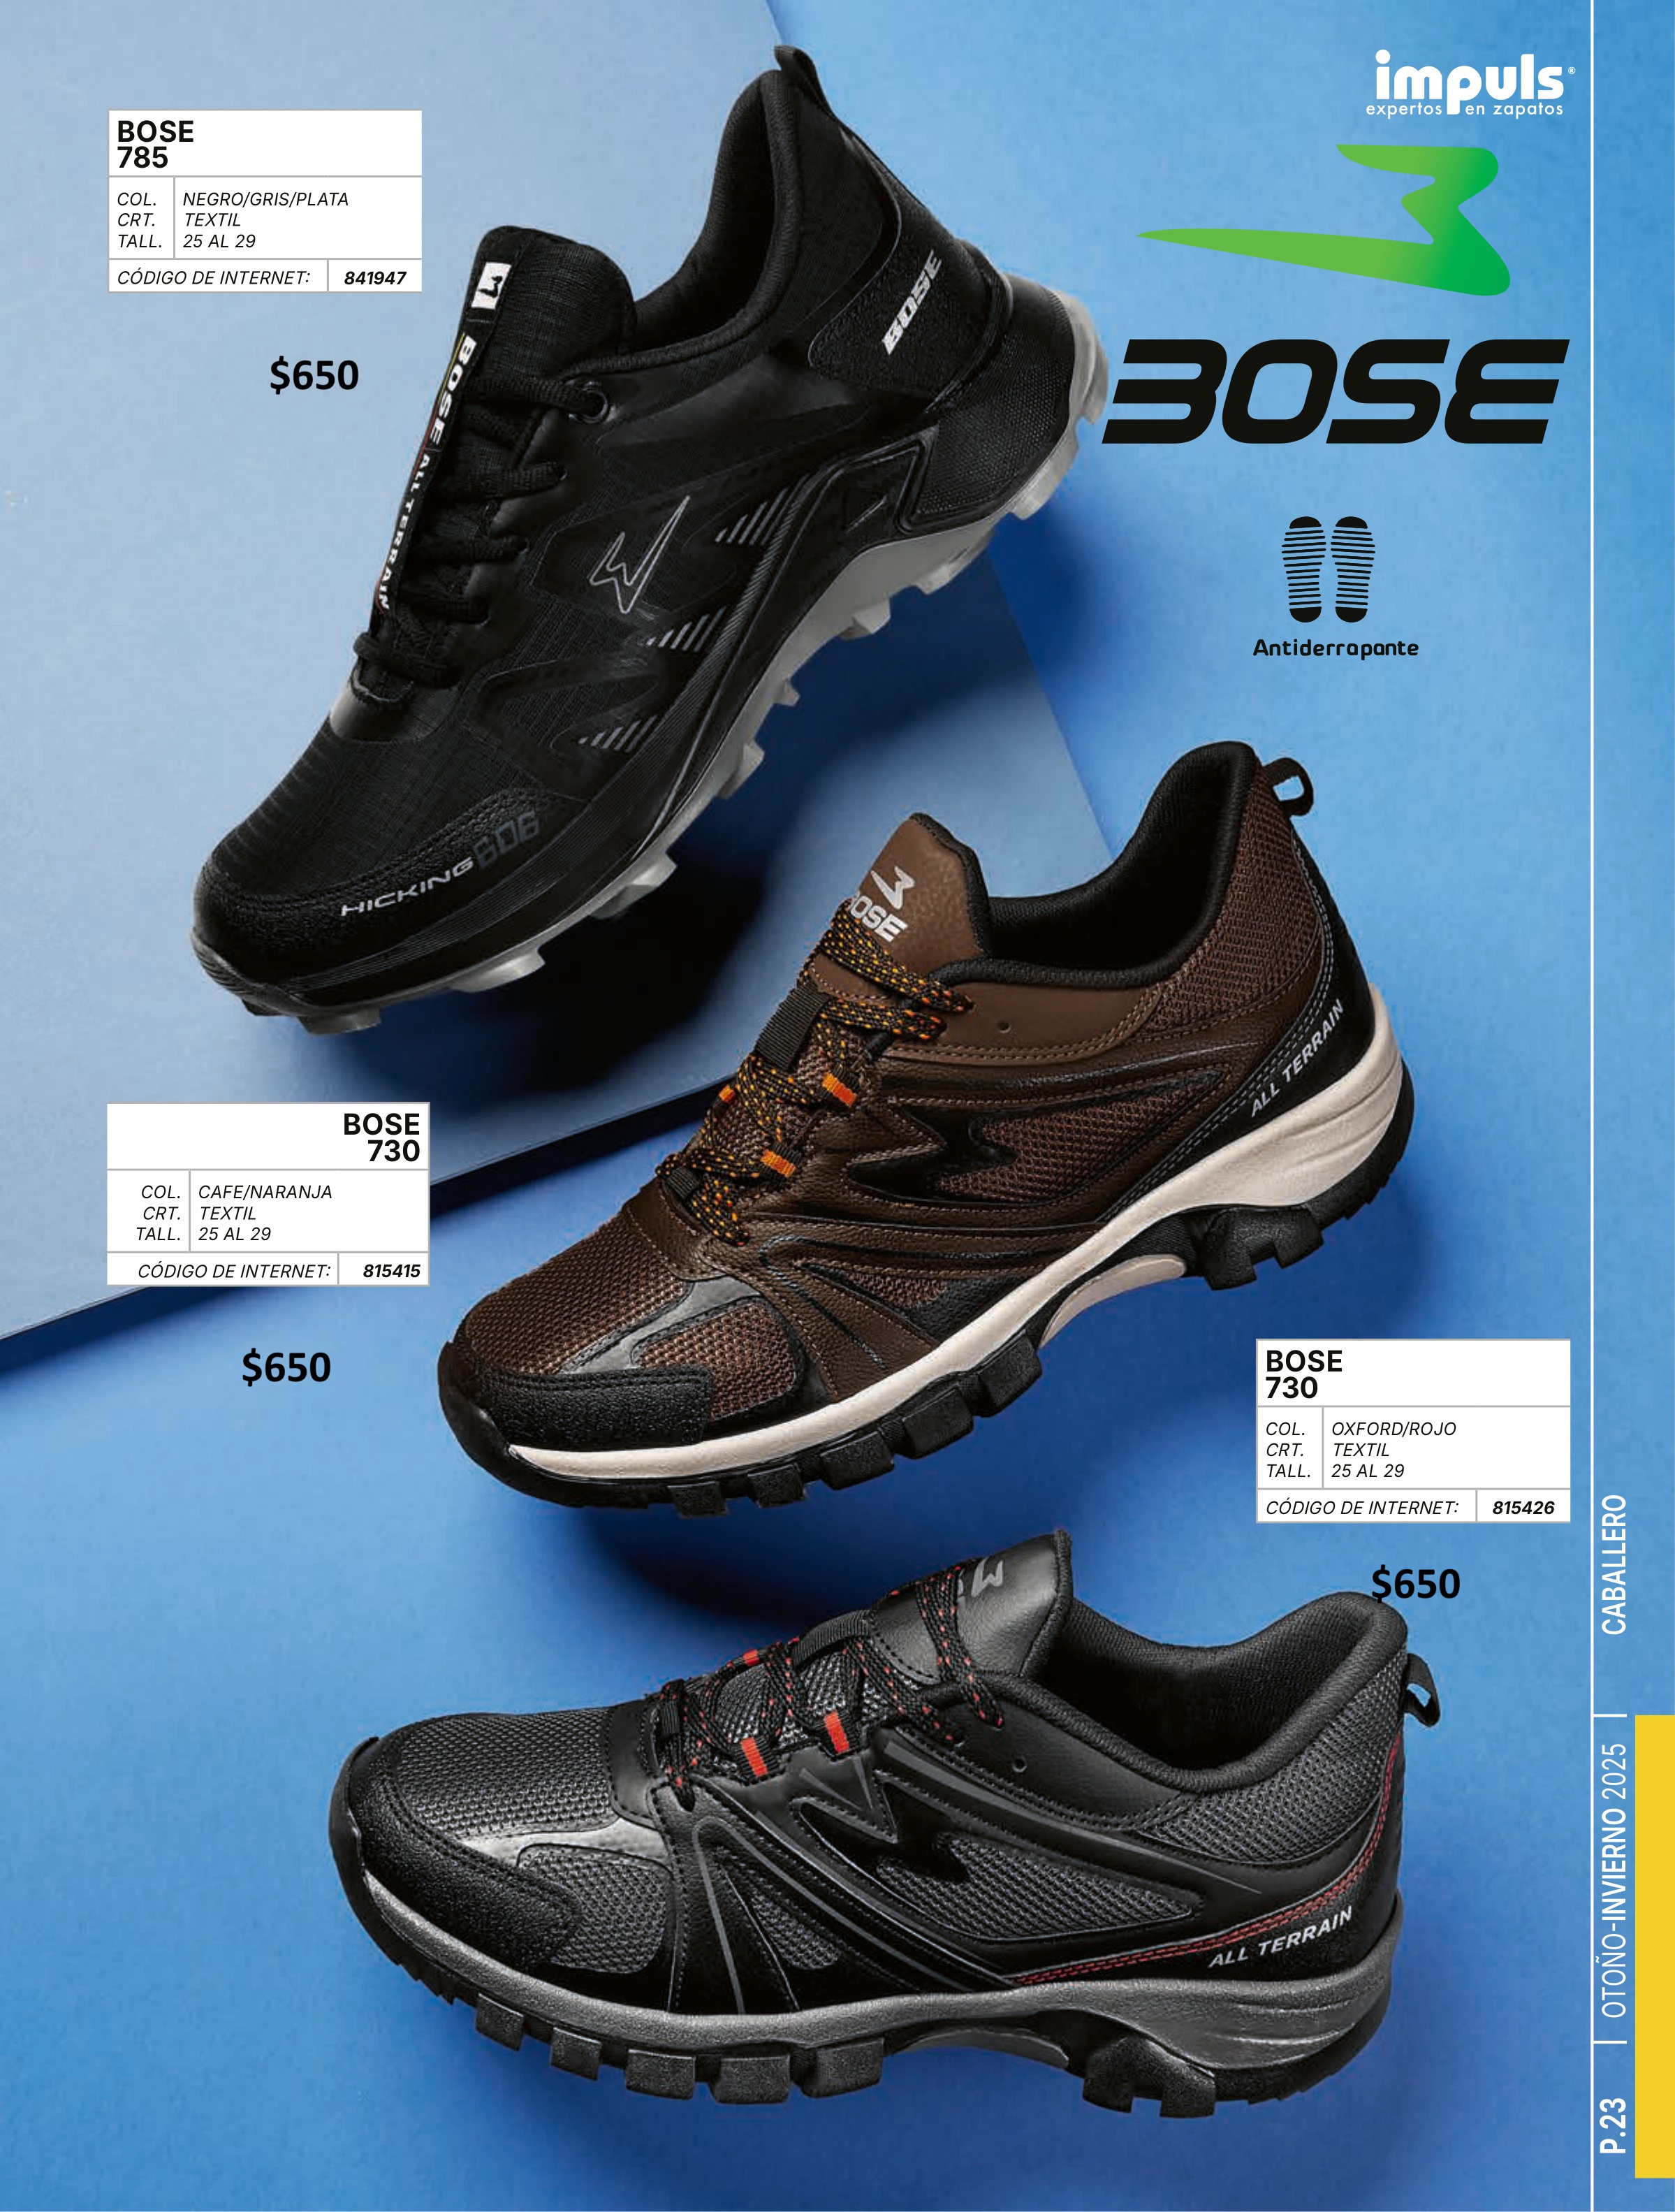 impuls®
expertos en zapatos
BOSE
785
COL. NEGRO/GRIS/PLATA
CRT. TEXTIL
TALL. 25 AL 29
CÓDIGO DE INTERNET: 841947
$650
BOSE
Antiderrapante
BOSE ALL TERRAIN
BOSE
HICKING 606
BOSE
ALL TERRAIN
BOSE
730
COL. CAFE/NARANJA
CRT. TEXTIL
TALL. 25 AL 29
CÓDIGO DE INTERNET: 815415
$650
BOSE
730
COL. OXFORD/ROJO
CRT. TEXTIL
TALL. 25 AL 29
CÓDIGO DE INTERNET: 815426
$650
ALL TERRAIN
CABALLERO
OTOÑO-INVIERNO 2025
P.23